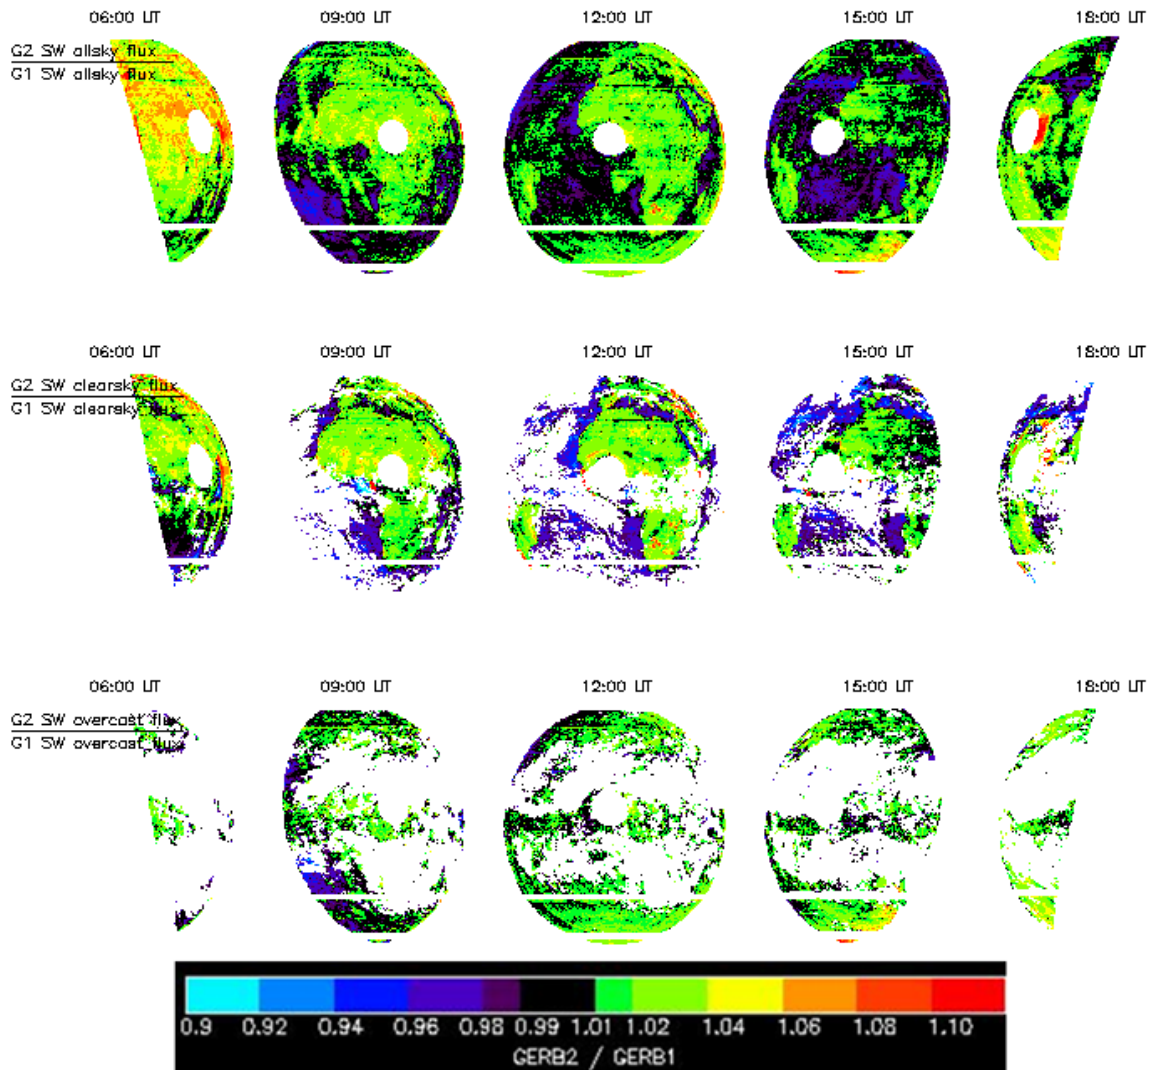 06:00 UT 09:00 UT 12:00 UT 15:00 UT 18:00 UT
G2 SW allsky flux
G1 SW allsky flux
06:00 UT 09:00 UT 12:00 UT 15:00 UT 18:00 UT
G2 SW clearsky flux
G1 SW clearsky flux
06:00 UT 09:00 UT 12:00 UT 15:00 UT 18:00 UT
G2 SW overcast flux
G1 SW overcast flux
0.9 0.92 0.94 0.96 0.98 0.99 1.01 1.02 1.04 1.06 1.08 1.10
GERB2 / GERB1